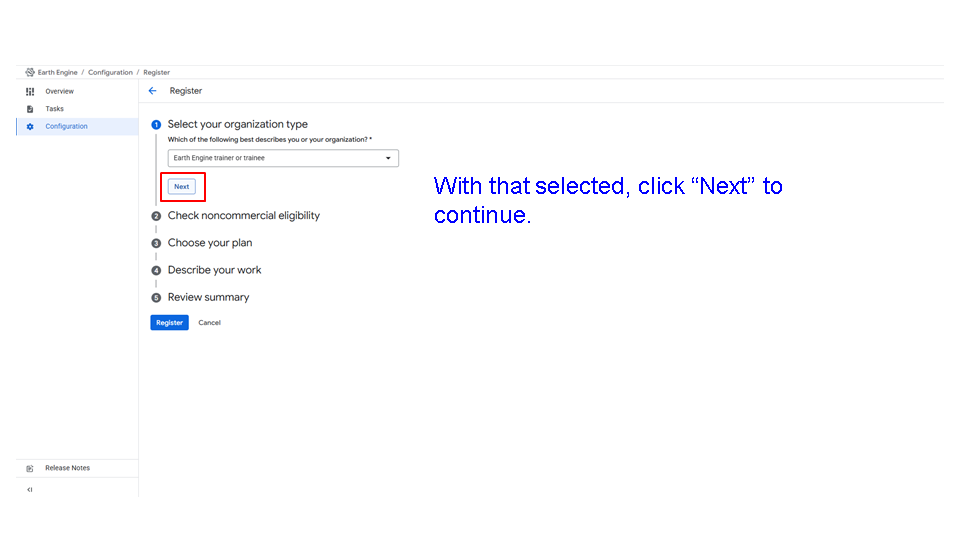 Earth Engine / Configuration / Register
Overview
Tasks
Configuration
Register
1 Select your organization type
Which of the following best describes you or your organization? *
Earth Engine trainer or trainee
Next
With that selected, click “Next” to
continue.
2 Check noncommercial eligibility
3 Choose your plan
4 Describe your work
5 Review summary
Register Cancel
Release Notes